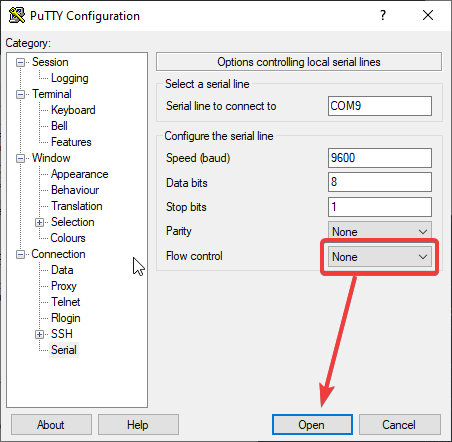 PuTTY Configuration
?
Category:
Session
Logging
Terminal
Keyboard
Bell
Features
Window
Appearance
Behaviour
Translation
Selection
Colours
Connection
Data
Proxy
Telnet
Rlogin
SSH
Serial
Options controlling local serial lines
Select a serial line
Serial line to connect to COM9
Configure the serial line
Speed (baud) 9600
Data bits 8
Stop bits 1
Parity None
Flow control None
About Help Open Cancel